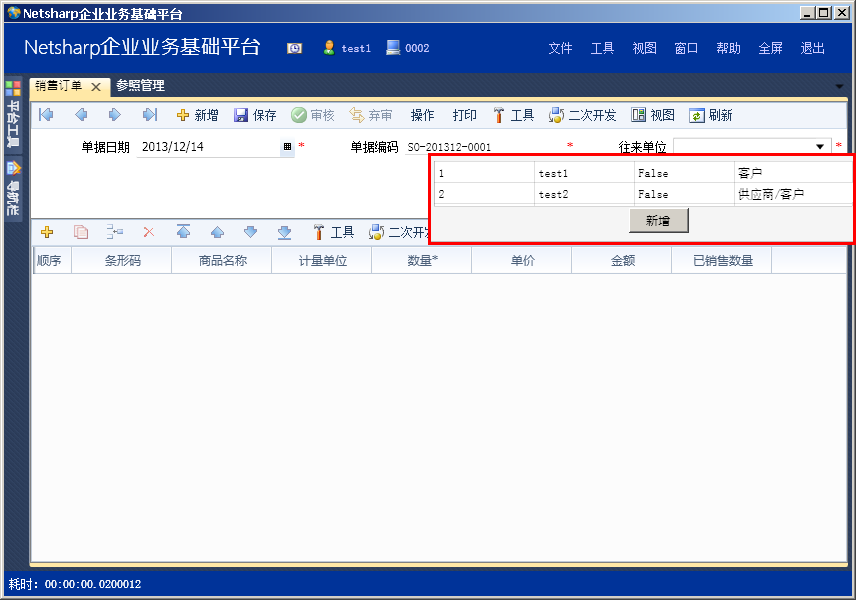 Netsharp企业业务基础平台
Netsharp企业业务基础平台 test1 0002 文件 工具 视图 窗口 帮助 全屏 退出
平台工具
导航栏
销售订单 参照管理
新增 保存 审核 弃审 操作 打印 工具 二次开发 视图 刷新
单据日期 2013/12/14 * 单据编码 SO-201312-0001 * 往来单位 *
1 test1 False 客户
2 test2 False 供应商/客户
新增
工具 二次开发
顺序 条形码 商品名称 计量单位 数量* 单价 金额 已销售数量
耗时: 00:00:00.0200012